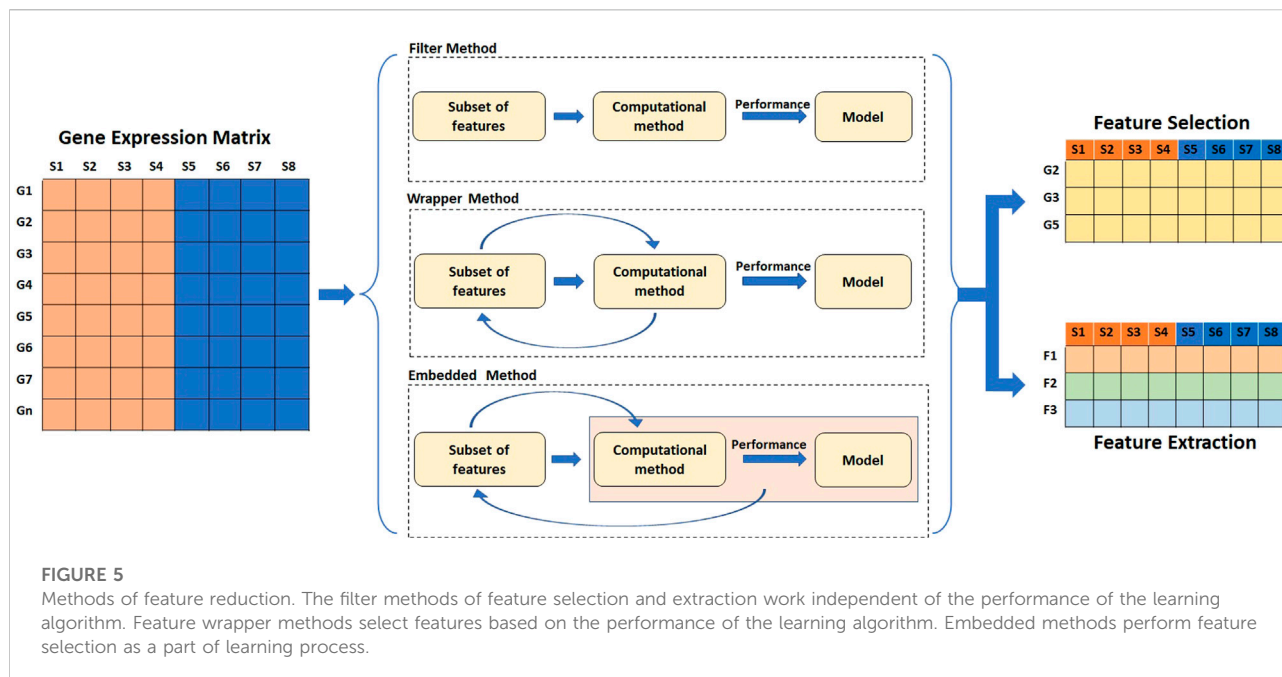 Gene Expression Matrix
S1 S2 S3 S4 S5 S6 S7 S8
G1
G2
G3
G4
G5
G6
G7
Gn
Filter Method
Subset of
features
Computational
method
Performance
Model
Wrapper Method
Subset of
features
Computational
method
Performance
Model
Embedded Method
Subset of
features
Computational
method
Performance
Model
Feature Selection
S1 S2 S3 S4 S5 S6 S7 S8
G2
G3
G5
S1 S2 S3 S4 S5 S6 S7 S8
F1
F2
F3
Feature Extraction
FIGURE 5
Methods of feature reduction. The filter methods of feature selection and extraction work independent of the performance of the learning
algorithm. Feature wrapper methods select features based on the performance of the learning algorithm. Embedded methods perform feature
selection as a part of learning process.